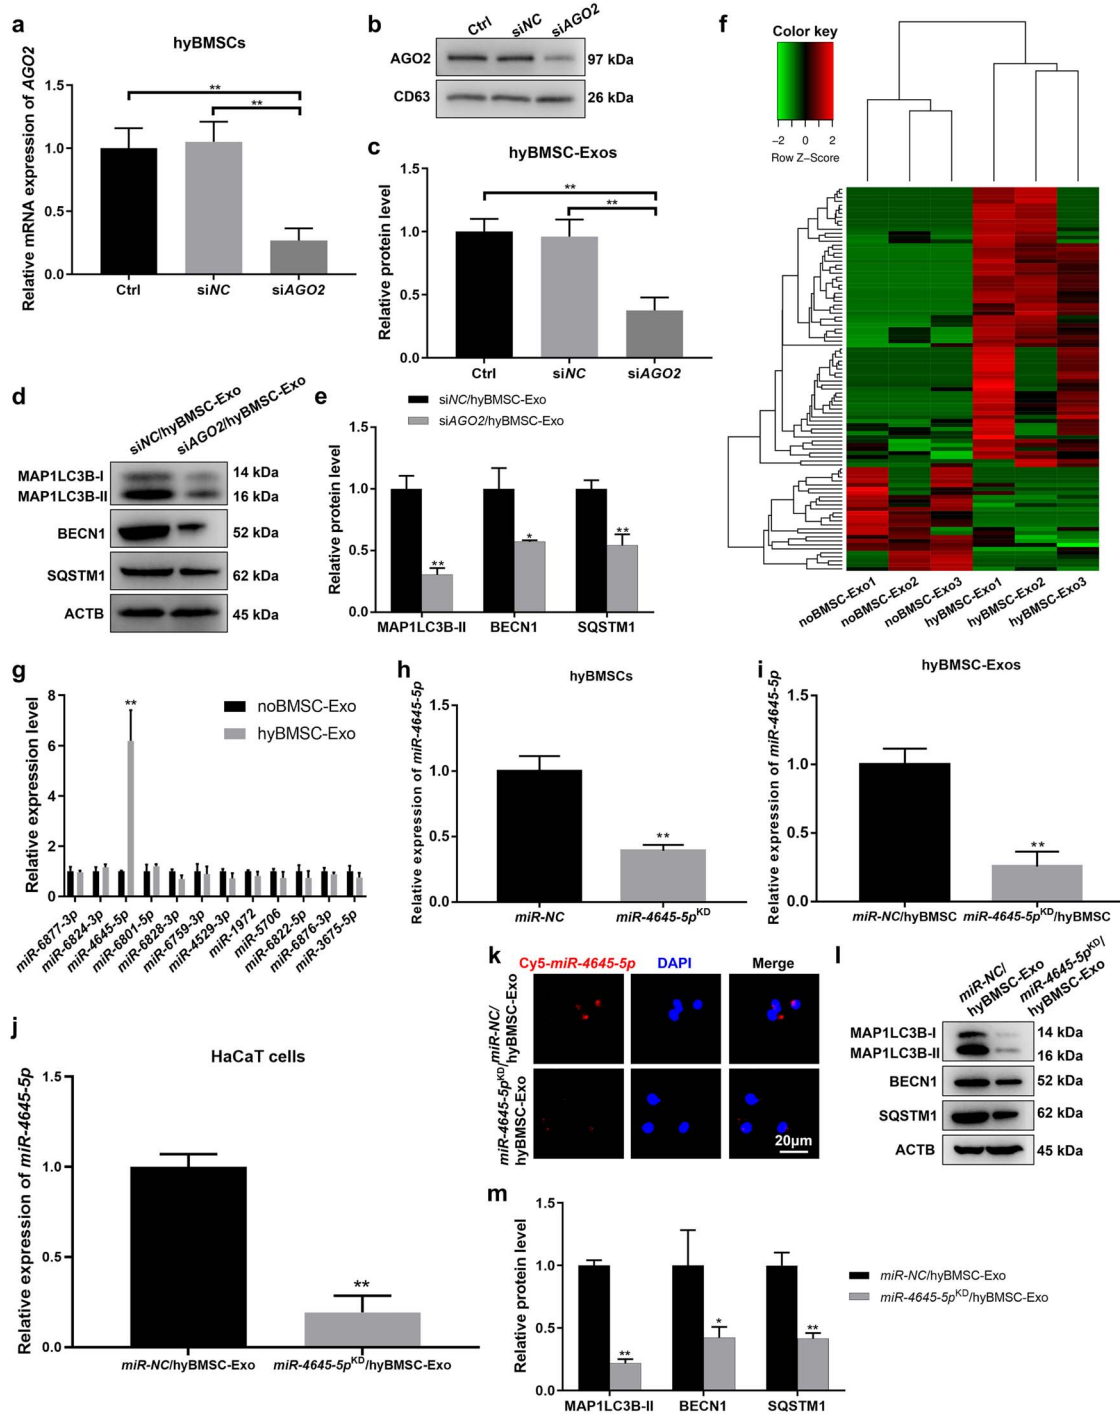 a
hyBMSCs
Relative mRNA expression of AGO2
1.5
1.0
0.5
0.0
**
**
Ctrl
siNC
siAGO2
b
Ctrl
siNC
siAGO2
AGO2
97 kDa
CD63
26 kDa
c
hyBMSC-Exos
Relative protein level
1.5
1.0
0.5
0.0
**
**
Ctrl
siNC
siAGO2
d
siNC/hyBMSC-Exo
siAGO2/hyBMSC-Exo
MAP1LC3B-I
14 kDa
MAP1LC3B-II
16 kDa
BECN1
52 kDa
SQSTM1
62 kDa
ACTB
45 kDa
e
siNC/hyBMSC-Exo
siAGO2/hyBMSC-Exo
Relative protein level
1.5
1.0
0.5
0.0
**
*
**
MAP1LC3B-II
BECN1
SQSTM1
f
Color key
−2
0
2
Row Z−Score
noBMSC-Exo1
noBMSC-Exo2
noBMSC-Exo3
hyBMSC-Exo1
hyBMSC-Exo2
hyBMSC-Exo3
g
Relative expression level
8
6
4
2
0
**
noBMSC-Exo
hyBMSC-Exo
miR-6877-3p
miR-6824-3p
miR-4645-5p
miR-6801-5p
miR-6828-3p
miR-6759-3p
miR-4529-3p
miR-1972
miR-5706
miR-6822-5p
miR-6876-3p
miR-3675-5p
h
hyBMSCs
Relative expression of miR-4645-5p
1.5
1.0
0.5
0.0
**
miR-NC
miR-4645-5pKD
i
hyBMSC-Exos
Relative expression of miR-4645-5p
1.5
1.0
0.5
0.0
**
miR-NC/hyBMSC
miR-4645-5pKD/hyBMSC
j
HaCaT cells
Relative expression of miR-4645-5p
1.5
1.0
0.5
0.0
**
miR-NC/hyBMSC-Exo
miR-4645-5pKD/hyBMSC-Exo
k
Cy5-miR-4645-5p
DAPI
Merge
miR-NC/
hyBMSC-Exo
miR-4645-5pKD/
hyBMSC-Exo
20μm
l
miR-NC/
hyBMSC-Exo
miR-4645-5pKD/
hyBMSC-Exo
MAP1LC3B-I
14 kDa
MAP1LC3B-II
16 kDa
BECN1
52 kDa
SQSTM1
62 kDa
ACTB
45 kDa
m
Relative protein level
1.5
1.0
0.5
0.0
**
*
**
MAP1LC3B-II
BECN1
SQSTM1
miR-NC/hyBMSC-Exo
miR-4645-5pKD/hyBMSC-Exo